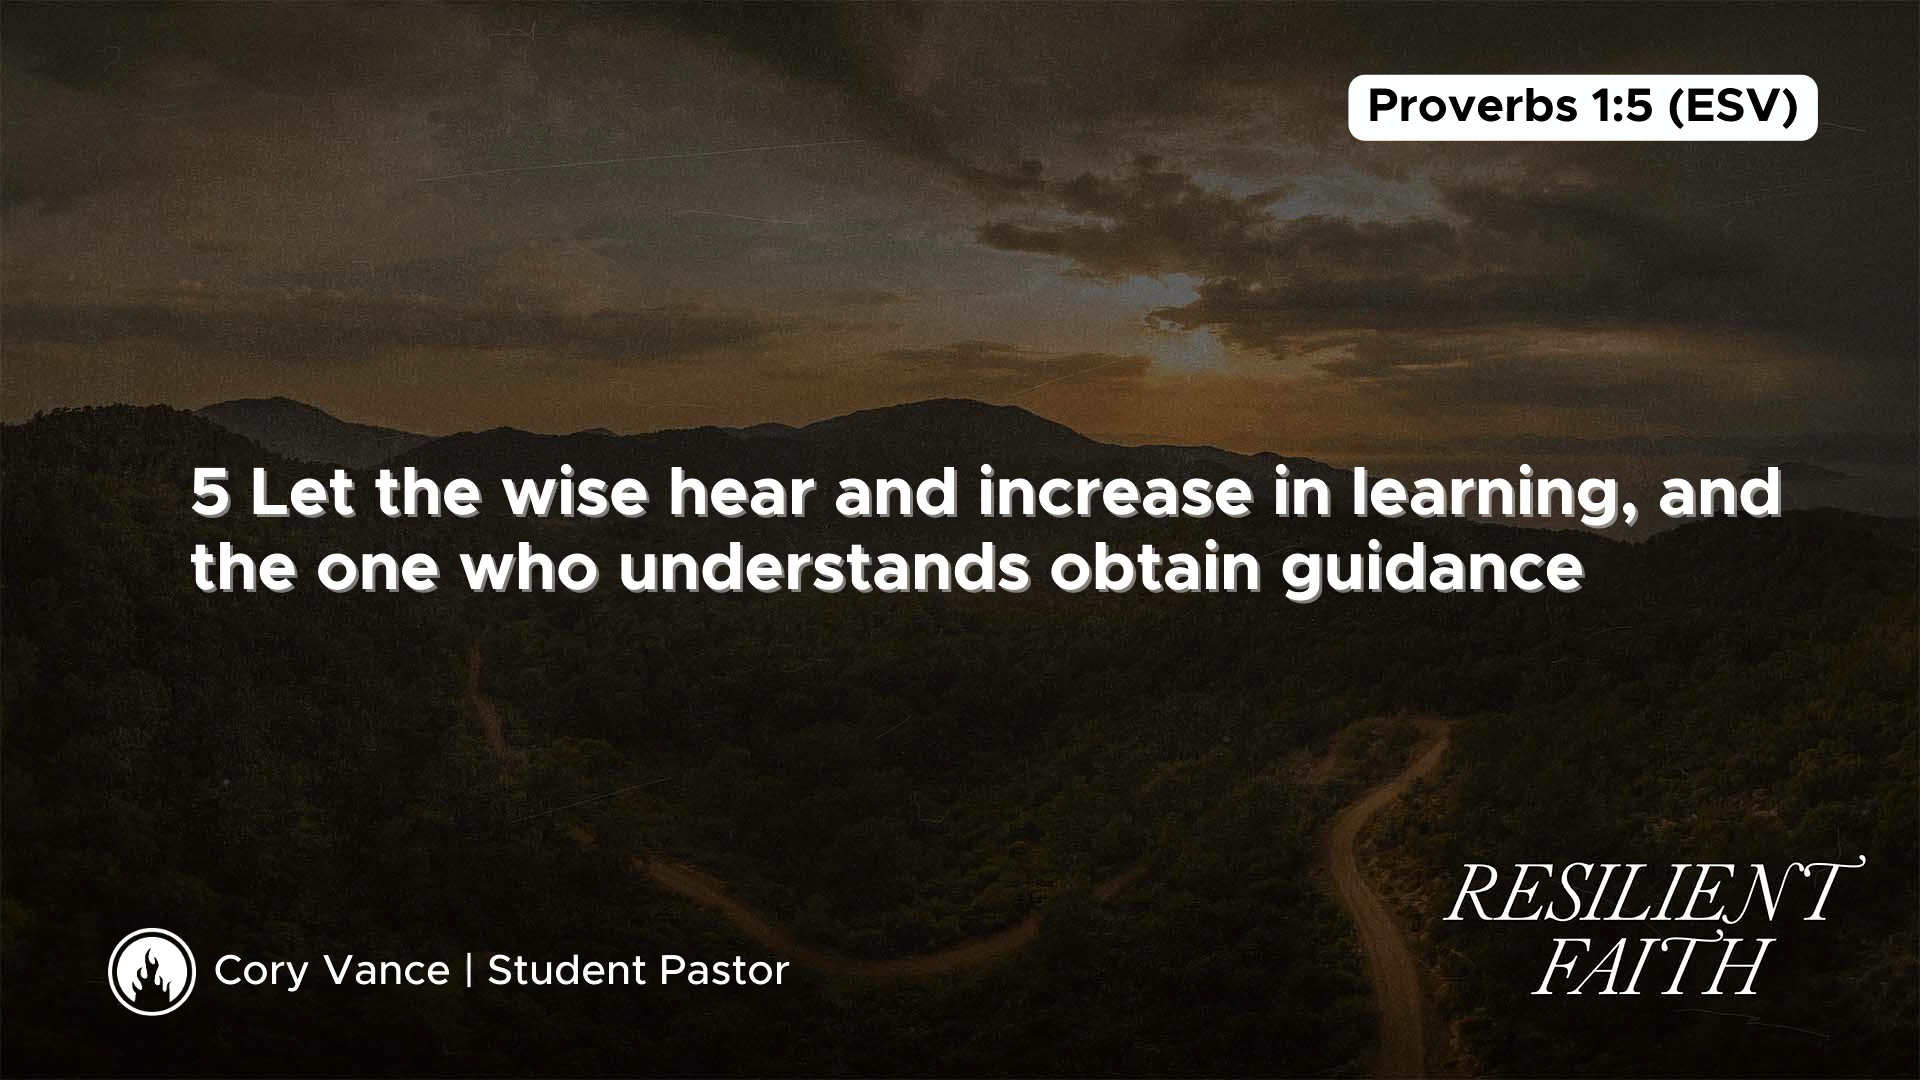 Proverbs 1:5 (ESV)
5 Let the wise hear and increase in learning, and
the one who understands obtain guidance
Cory Vance | Student Pastor
RESILIENT
FAITH